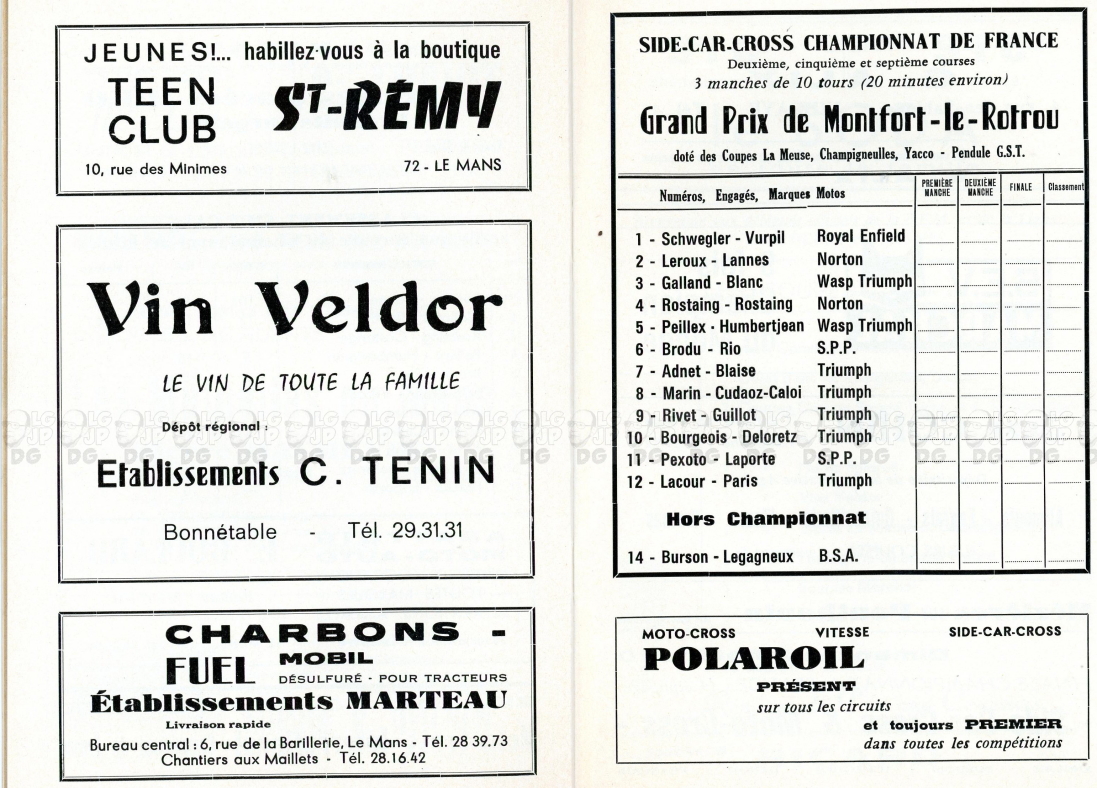 JEUNES!... habillez-vous à la boutique
TEEN
CLUB
ST-RÉMY
10, rue des Minimes
72 - LE MANS
Vin Veldor
LE VIN DE TOUTE LA FAMILLE
Dépôt régional :
Etablissements C. TENIN
Bonnétable - Tél. 29.31.31
CHARBONS -
FUEL MOBIL
DÉSULFURÉ - POUR TRACTEURS
Établissements MARTEAU
Livraison rapide
Bureau central : 6, rue de la Barillerie, Le Mans - Tél. 28 39.73
Chantiers aux Maillets - Tél. 28.16.42
SIDE-CAR-CROSS CHAMPIONNAT DE FRANCE
Deuxième, cinquième et septième courses
3 manches de 10 tours (20 minutes environ)
Grand Prix de Montfort-le-Rotrou
doté des Coupes La Meuse, Champigneulles, Yacco - Pendule G.S.T.
Numéros, Engagés, Marques Motos
PREMIÈRE MANCHE
DEUXIÈME MANCHE
FINALE
Classement
1 - Schwegler - Vurpil Royal Enfield
2 - Leroux - Lannes Norton
3 - Galland - Blanc Wasp Triumph
4 - Rostaing - Rostaing Norton
5 - Peillex - Humbertjean Wasp Triumph
6 - Brodu - Rio S.P.P.
7 - Adnet - Blaise Triumph
8 - Marin - Cudaoz-Caloi Triumph
9 - Rivet - Guillot Triumph
10 - Bourgeois - Deloretz Triumph
11 - Pexoto - Laporte S.P.P.
12 - Lacour - Paris Triumph
Hors Championnat
14 - Burson - Legagneux B.S.A.
MOTO-CROSS VITESSE SIDE-CAR-CROSS
POLAROIL
PRÉSENT
sur tous les circuits
et toujours PREMIER
dans toutes les compétitions